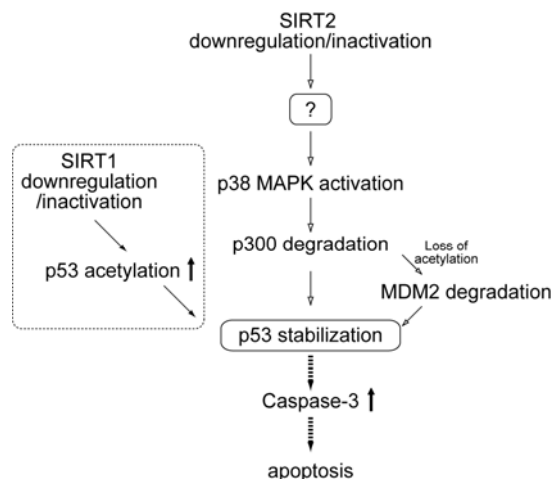 SIRT2
downregulation/inactivation
?
SIRT1
downregulation
/inactivation
p38 MAPK activation
p300 degradation
Loss of
acetylation
p53 acetylation
MDM2 degradation
p53 stabilization
Caspase-3
apoptosis